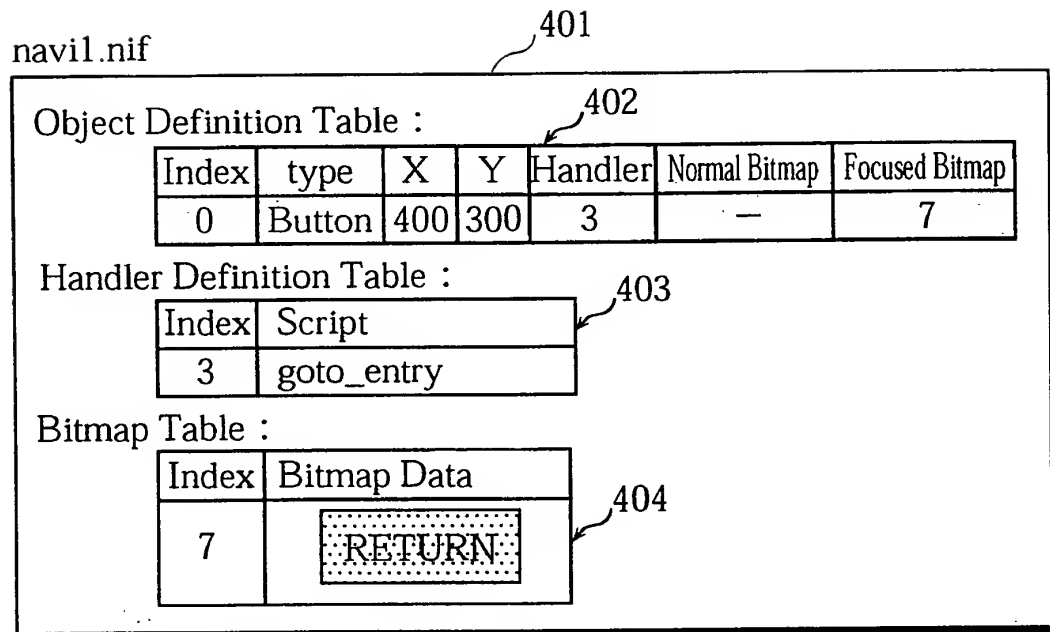 401
navi1.nif
402
Object Definition Table :
Index type X Y Handler Normal Bitmap Focused Bitmap
0 Button 400 300 3 — 7
Handler Definition Table :
403
Index Script
3 goto_entry
Bitmap Table :
Index Bitmap Data
404
7 RETURN